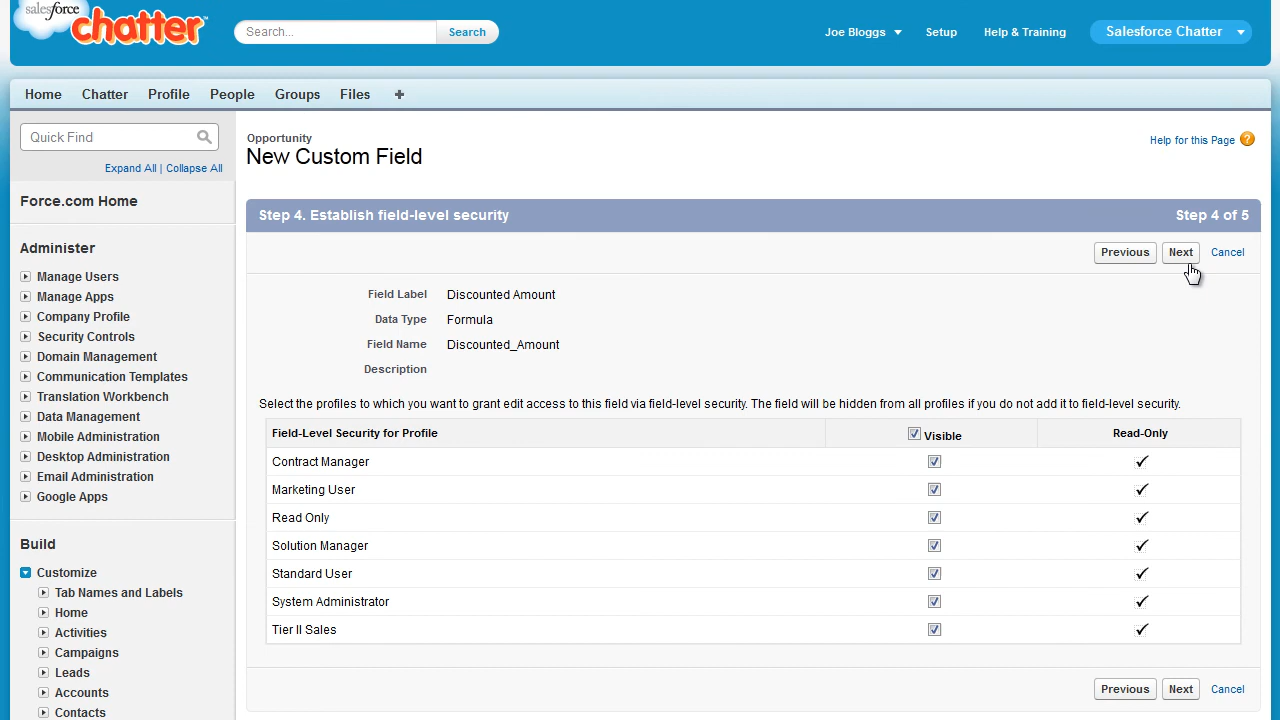 salesforce
chatter
Search...
Search
Joe Bloggs
Setup
Help & Training
Salesforce Chatter
Home
Chatter
Profile
People
Groups
Files
+
Quick Find
Expand All | Collapse All
Force.com Home
Administer
Manage Users
Manage Apps
Company Profile
Security Controls
Domain Management
Communication Templates
Translation Workbench
Data Management
Mobile Administration
Desktop Administration
Email Administration
Google Apps
Build
Customize
Tab Names and Labels
Home
Activities
Campaigns
Leads
Accounts
Contacts
Opportunity
New Custom Field
Help for this Page ?
Step 4. Establish field-level security
Step 4 of 5
Previous
Next
Cancel
Field Label Discounted Amount
Data Type Formula
Field Name Discounted_Amount
Description
Select the profiles to which you want to grant edit access to this field via field-level security. The field will be hidden from all profiles if you do not add it to field-level security.
Field-Level Security for Profile
Visible
Read-Only
Contract Manager
Marketing User
Read Only
Solution Manager
Standard User
System Administrator
Tier II Sales
Previous
Next
Cancel